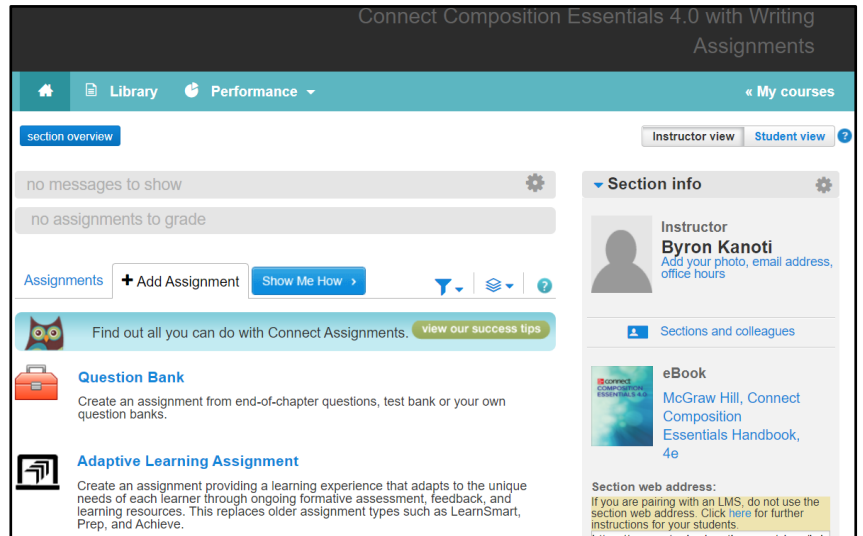 Connect Composition Essentials 4.0 with Writing
Assignments
Library
Performance
« My courses
section overview
Instructor view
Student view
?
no messages to show
no assignments to grade
Assignments
+ Add Assignment
Show Me How >
?
Find out all you can do with Connect Assignments.
view our success tips
Question Bank
Create an assignment from end-of-chapter questions, test bank or your own
question banks.
Adaptive Learning Assignment
Create an assignment providing a learning experience that adapts to the unique
needs of each learner through ongoing formative assessment, feedback, and
learning resources. This replaces older assignment types such as LearnSmart,
Prep, and Achieve.
Section info
Instructor
Byron Kanoti
Add your photo, email address,
office hours
Sections and colleagues
connect
COMPOSITION
ESSENTIALS 4.0
eBook
McGraw Hill, Connect
Composition
Essentials Handbook,
4e
Section web address:
If you are pairing with an LMS, do not use the
section web address. Click here for further
instructions for your students.